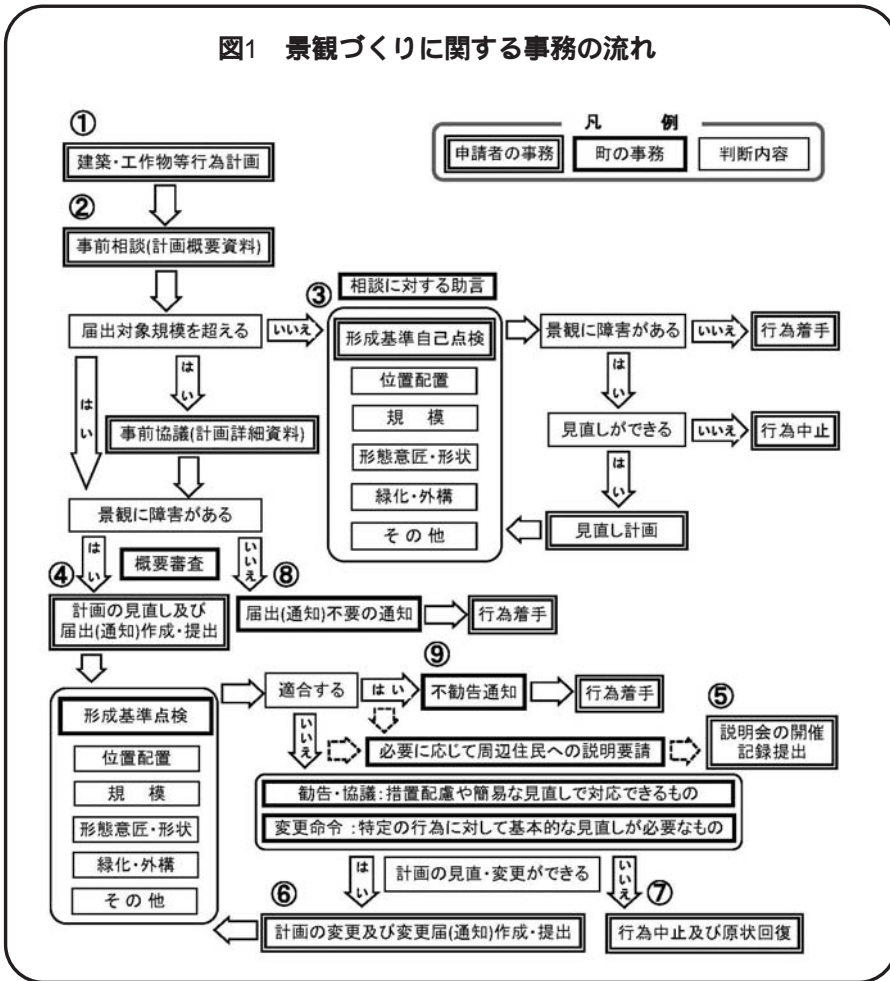 図1 景観づくりに関する事務の流れ
凡 例
申請者の事務
町の事務
判断内容
①
建築・工作物等行為計画
②
事前相談(計画概要資料)
届出対象規模を超える
いいえ
③
相談に対する助言
形成基準自己点検
位置配置
規 模
形態意匠・形状
緑化・外構
その他
景観に障害がある
いいえ
行為着手
はい
見直しができる
いいえ
行為中止
はい
見直し計画
はい
はい
事前協議(計画詳細資料)
景観に障害がある
はい
概要審査
いいえ
④
計画の見直し及び
届出(通知)作成・提出
⑧
届出(通知)不要の通知
行為着手
形成基準点検
位置配置
規 模
形態意匠・形状
緑化・外構
その他
適合する
はい
⑨
不勧告通知
行為着手
いいえ
必要に応じて周辺住民への説明要請
⑤
説明会の開催
記録提出
勧告・協議:措置配慮や簡易な見直しで対応できるもの
変更命令:特定の行為に対して基本的な見直しが必要なもの
はい
計画の見直・変更ができる
いいえ
⑥
計画の変更及び変更届(通知)作成・提出
⑦
行為中止及び原状回復